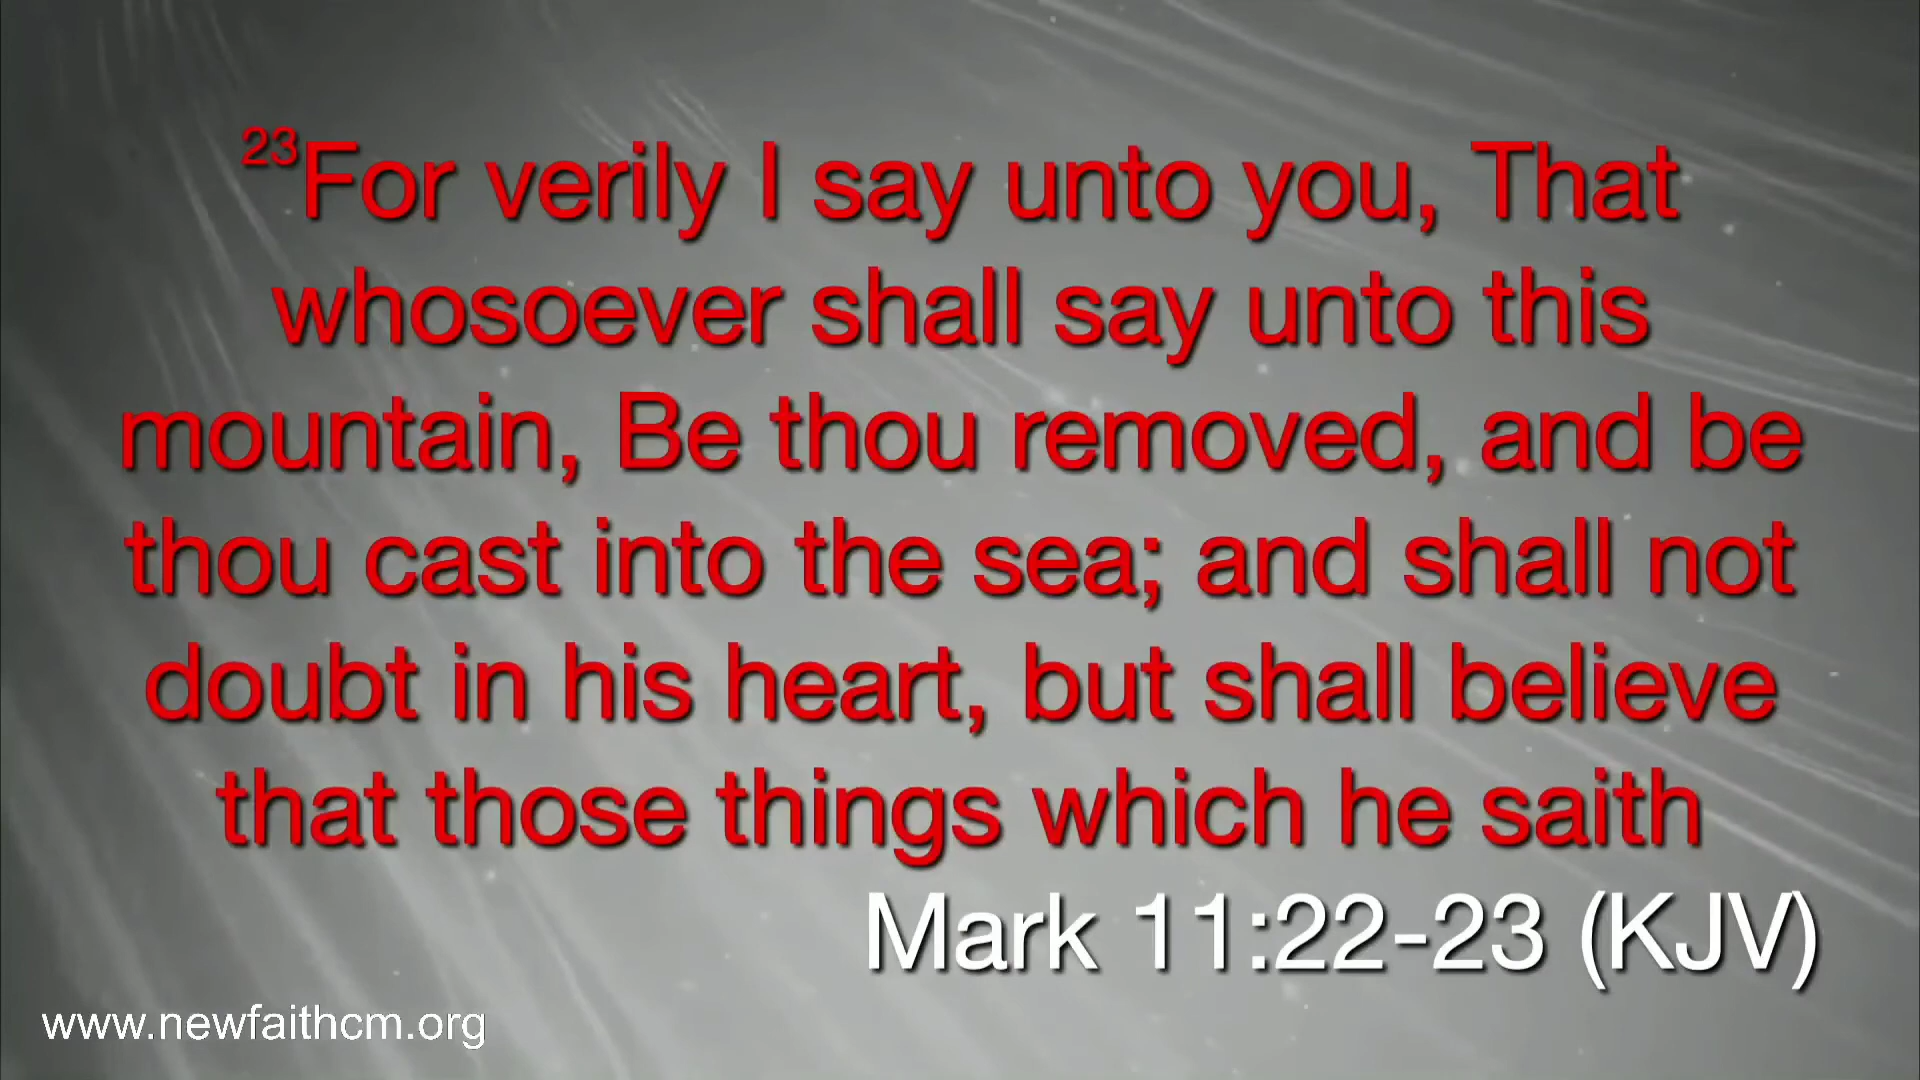 23For verily I say unto you, That
whosoever shall say unto this
mountain, Be thou removed, and be
thou cast into the sea; and shall not
doubt in his heart, but shall believe
that those things which he saith
Mark 11:22-23 (KJV)
www.newfaithcm.org